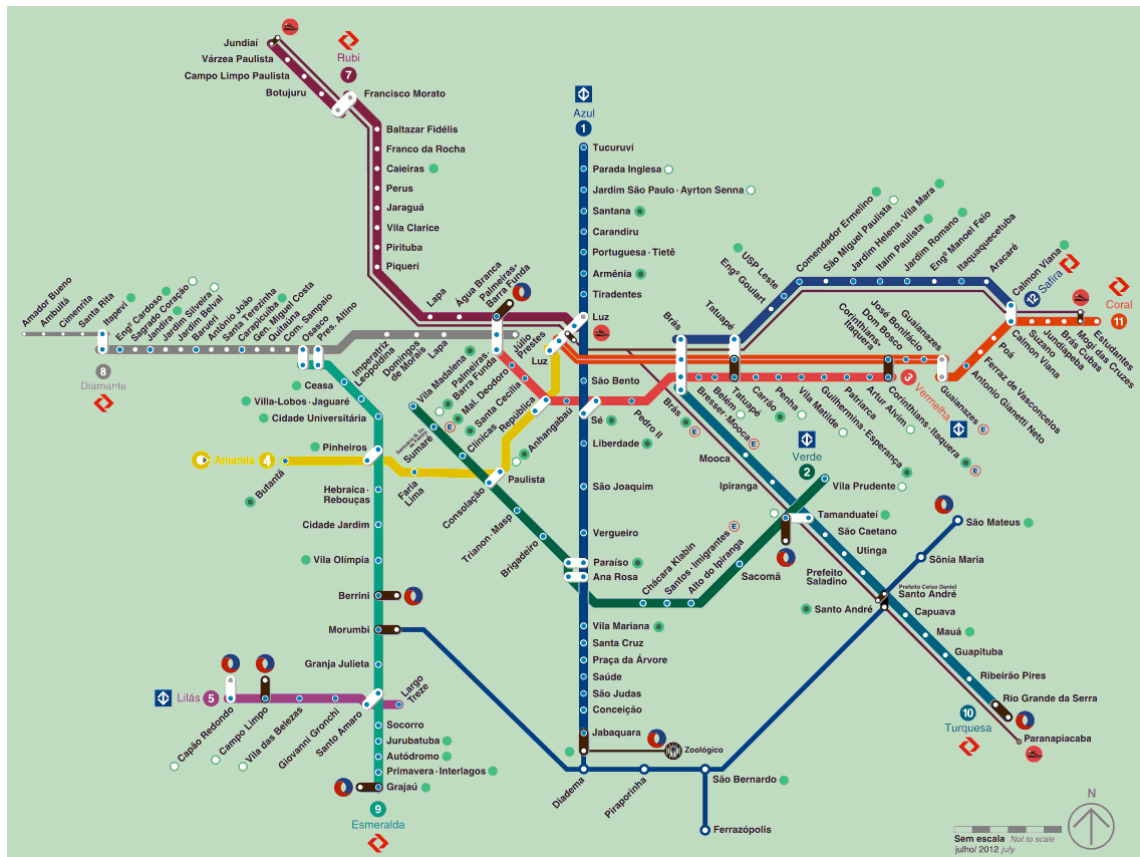 Jundiaí
Várzea Paulista
Campo Limpo Paulista
Botujuru
Rubi
7
Francisco Morato
Baltazar Fidélis
Franco da Rocha
Caieiras
Perus
Jaraguá
Vila Clarice
Pirituba
Piqueri
Lapa
Água Branca
Palmeiras-
Barra Funda
Azul
1
Tucuruvi
Parada Inglesa
Jardim São Paulo · Ayrton Senna
Santana
Carandiru
Portuguesa · Tietê
Armênia
Tiradentes
Luz
São Bento
Sé
Liberdade
São Joaquim
Vergueiro
Paraíso
Ana Rosa
Vila Mariana
Santa Cruz
Praça da Árvore
Saúde
São Judas
Conceição
Jabaquara
Zoológico
Amador Bueno
Ambuitá
Cimenrita
Santa Rita
Itapevi
Engº Cardoso
Sagrado Coração
Jandira
Jardim Silveira
Jardim Belval
Barueri
Antônio João
Santa Terezinha
Carapicuíba
Gen. Miguel Costa
Quitaúna
Com. Sampaio
Osasco
Pres. Altino
8
Diamante
Imperatriz
Leopoldina
Domingos
de Morais
Lapa
Júlio
Prestes
Luz
Ceasa
Villa-Lobos · Jaguaré
Cidade Universitária
Pinheiros
Hebraica -
Rebouças
Cidade Jardim
Vila Olímpia
Berrini
Morumbi
Granja Julieta
Santo Amaro
Socorro
Jurubatuba
Autódromo
Primavera · Interlagos
Grajaú
9
Esmeralda
Amarela 4
Butantã
Faria
Lima
Paulista
República
Vila Madalena
Sumaré
Clínicas
Consolação
Trianon · Masp
Brigadeiro
Chácara Klabin
Santos · Imigrantes
Alto do Ipiranga
Sacomã
Tamanduateí
Vila Prudente
Verde
2
Palmeiras-
Barra Funda
Mal. Deodoro
Santa Cecília
Anhangabaú
Pedro II
Brás
Bresser · Mooca
Belém
Tatuapé
Carrão
Penha
Vila Matilde
Guilhermina · Esperança
Patriarca
Artur Alvim
Corinthians · Itaquera
3
Vermelha
Brás
Tatuapé
Engº Goulart
USP Leste
Comendador Ermelino
São Miguel Paulista
Jardim Helena · Vila Mara
Itaim Paulista
Jardim Romano
Engº Manoel Feio
Itaquaquecetuba
Aracaré
Calmon Viana
12 Safira
Corinthians-
Itaquera
Dom Bosco
José Bonifácio
Guaianazes
Guaianazes
Antonio Gianetti Neto
Ferraz de Vasconcelos
Poá
Calmon Viana
Suzano
Jundiapeba
Brás Cubas
Mogi das Cruzes
Estudantes
Coral
11
Mooca
Ipiranga
São Caetano
Utinga
Prefeito
Saladino
Prefeito Celso Daniel
Santo André
Santo André
Capuava
Mauá
Guapituba
Ribeirão Pires
Rio Grande da Serra
Paranapiacaba
10
Turquesa
Lilás 5
Capão Redondo
Campo Limpo
Vila das Belezas
Giovanni Gronchi
Largo
Treze
Diadema
Piraporinha
São Bernardo
Ferrazópolis
Sônia Maria
São Mateus
N
Sem escala Not to scale
julho/ 2012 july